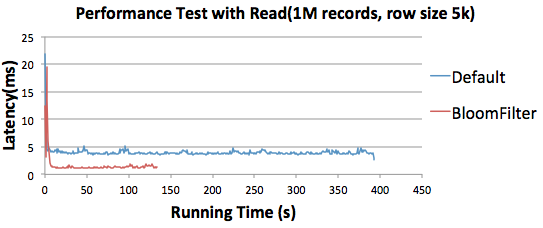 Performance Test with Read(1M records, row size 5k)
25
20
15
10
5
0
Latency(ms)
0 50 100 150 200 250 300 350 400 450
Running Time (s)
Default
BloomFilter